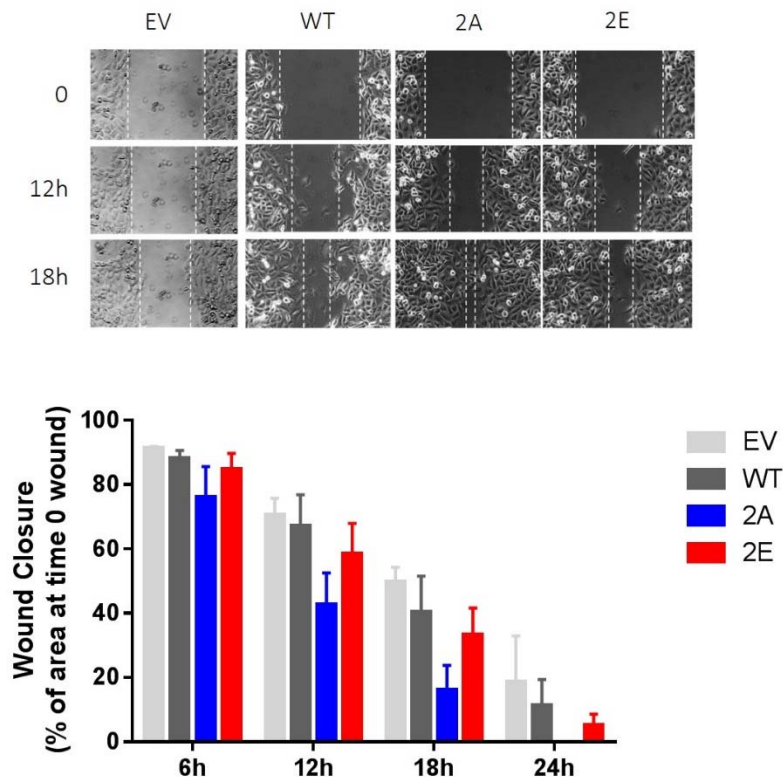 EV WT 2A 2E
0
12h
18h
Wound Closure
(% of area at time 0 wound)
100
80
60
40
20
0
6h 12h 18h 24h
EV
WT
2A
2E